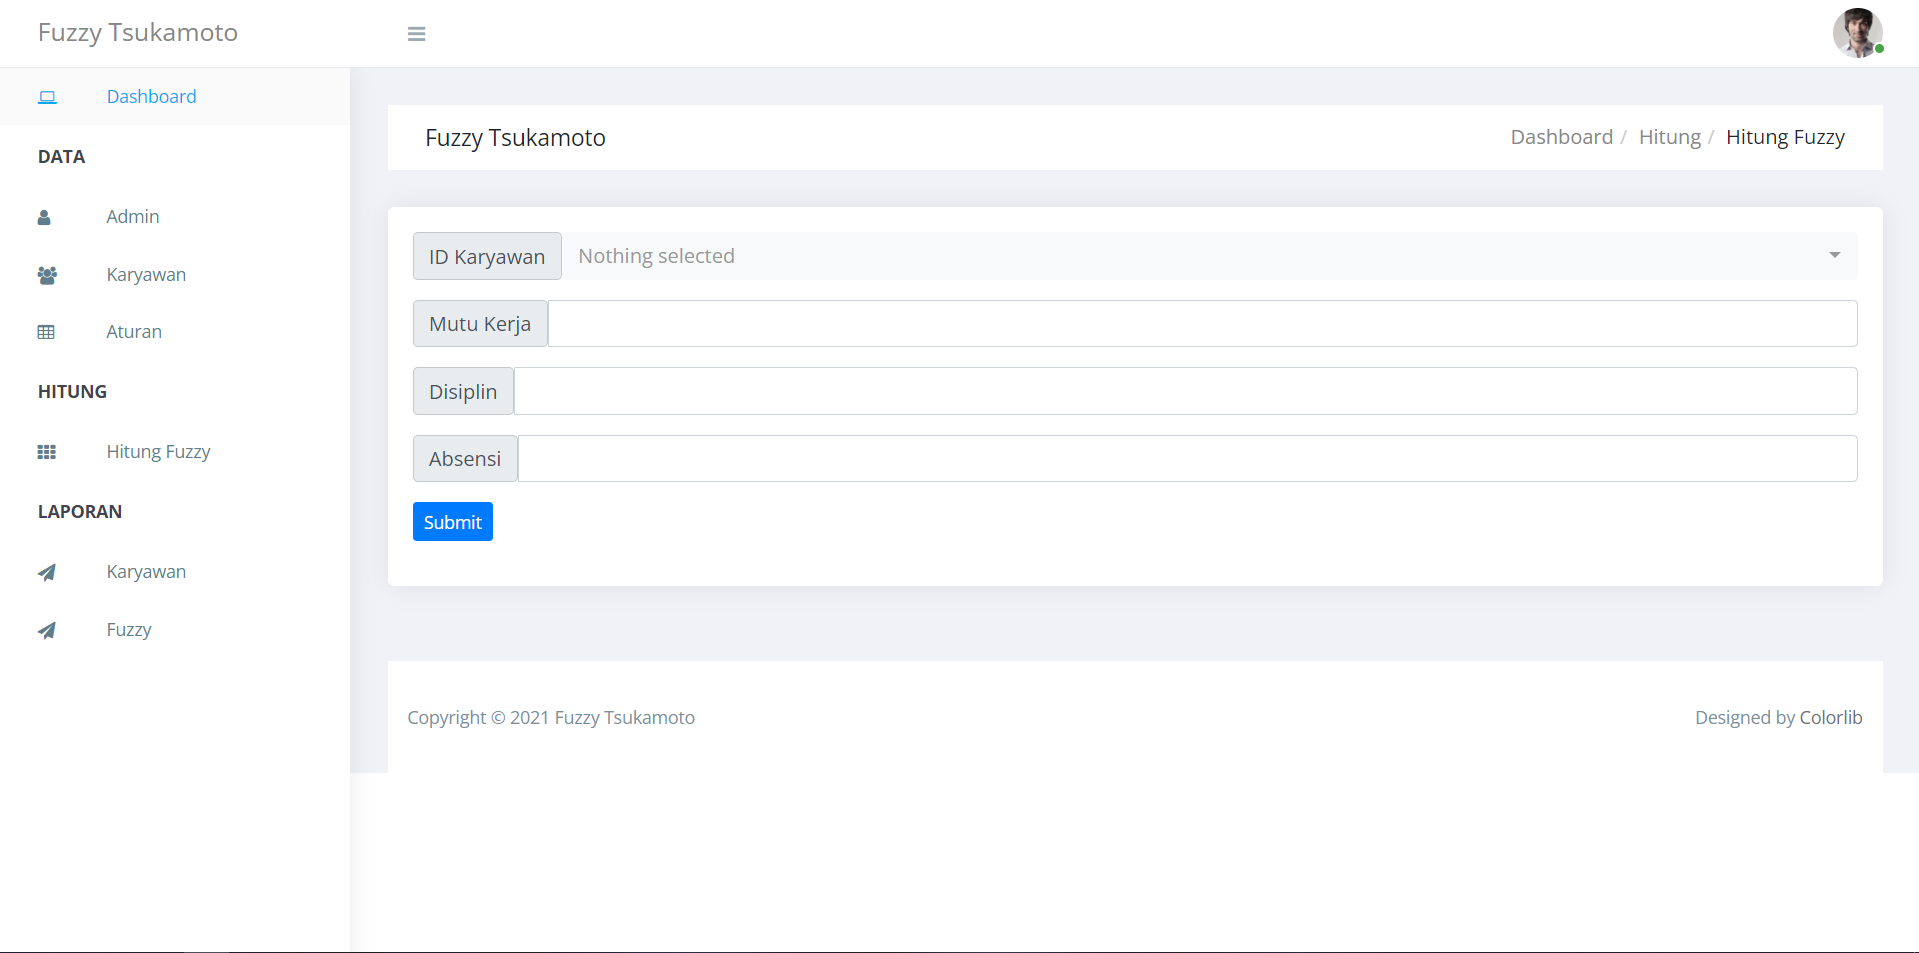 Fuzzy Tsukamoto
Dashboard
DATA
Admin
Karyawan
Aturan
HITUNG
Hitung Fuzzy
LAPORAN
Karyawan
Fuzzy
Fuzzy Tsukamoto
Dashboard / Hitung / Hitung Fuzzy
ID Karyawan Nothing selected
Mutu Kerja
Disiplin
Absensi
Submit
Copyright © 2021 Fuzzy Tsukamoto
Designed by Colorlib